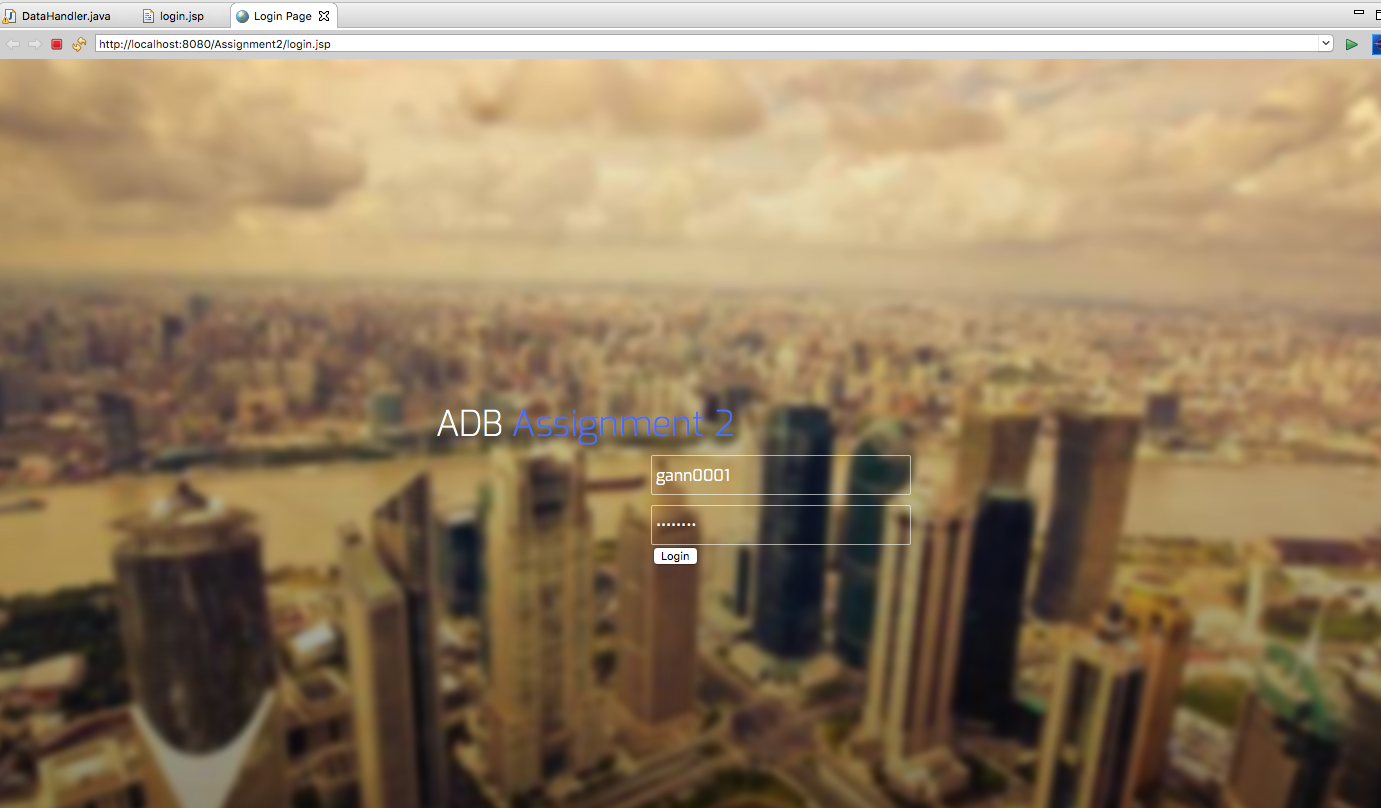 DataHandler.java login.jsp Login Page
http://localhost:8080/Assignment2/login.jsp
ADB Assignment 2
gann0001
••••••••
Login